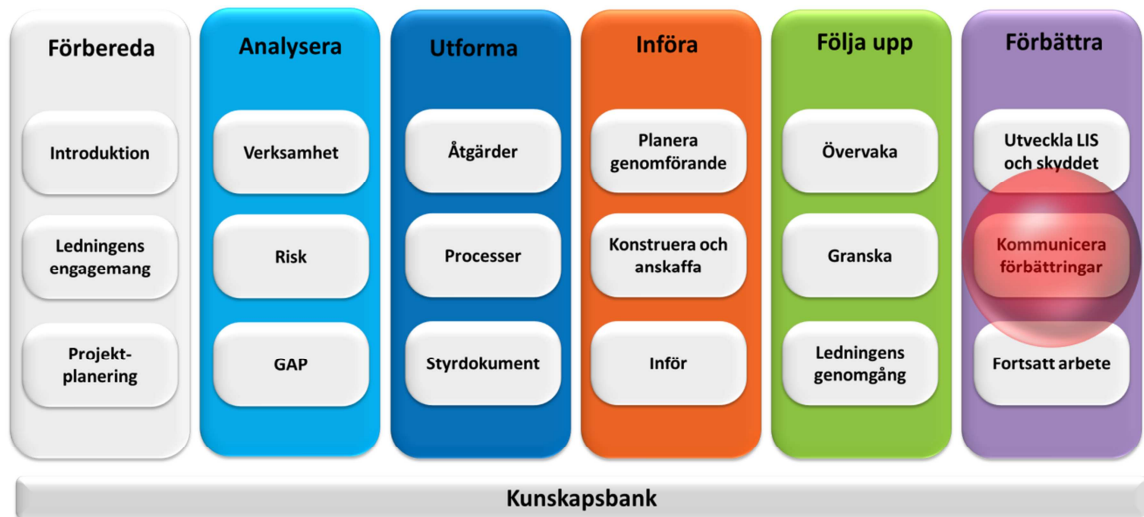 Förbereda
Introduktion
Ledningens
engagemang
Projekt-
planering
Analysera
Verksamhet
Risk
GAP
Utforma
Åtgärder
Processer
Styrdokument
Införa
Planera
genomförande
Konstruera och
anskaffa
Inför
Följa upp
Övervaka
Granska
Ledningens
genomgång
Förbättra
Utveckla LIS
och skyddet
Kommunicera
förbättringar
Fortsatt arbete
Kunskapsbank